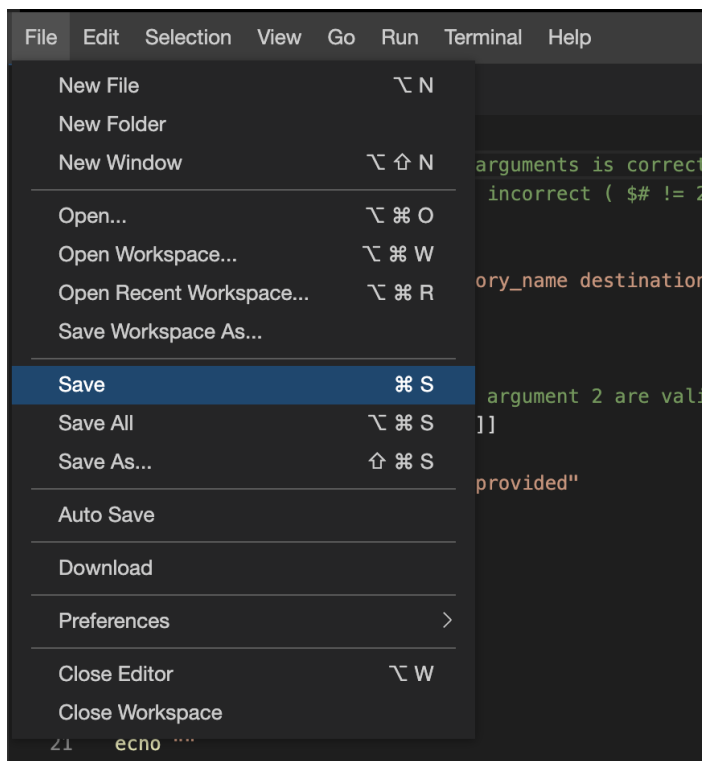 File Edit Selection View Go Run Terminal Help
New File ⌥ N
New Folder
New Window ⌥ ⇧ N
arguments is correct
incorrect ( $# != 2
Open... ⌥ ⌘ O
Open Workspace... ⌥ ⌘ W
ory_name destination
Open Recent Workspace... ⌥ ⌘ R
Save Workspace As...
Save ⌘ S
argument 2 are vali
Save All ⌥ ⌘ S
]]
Save As... ⇧ ⌘ S
provided"
Auto Save
Download
Preferences >
Close Editor ⌥ W
Close Workspace
21 echo ""